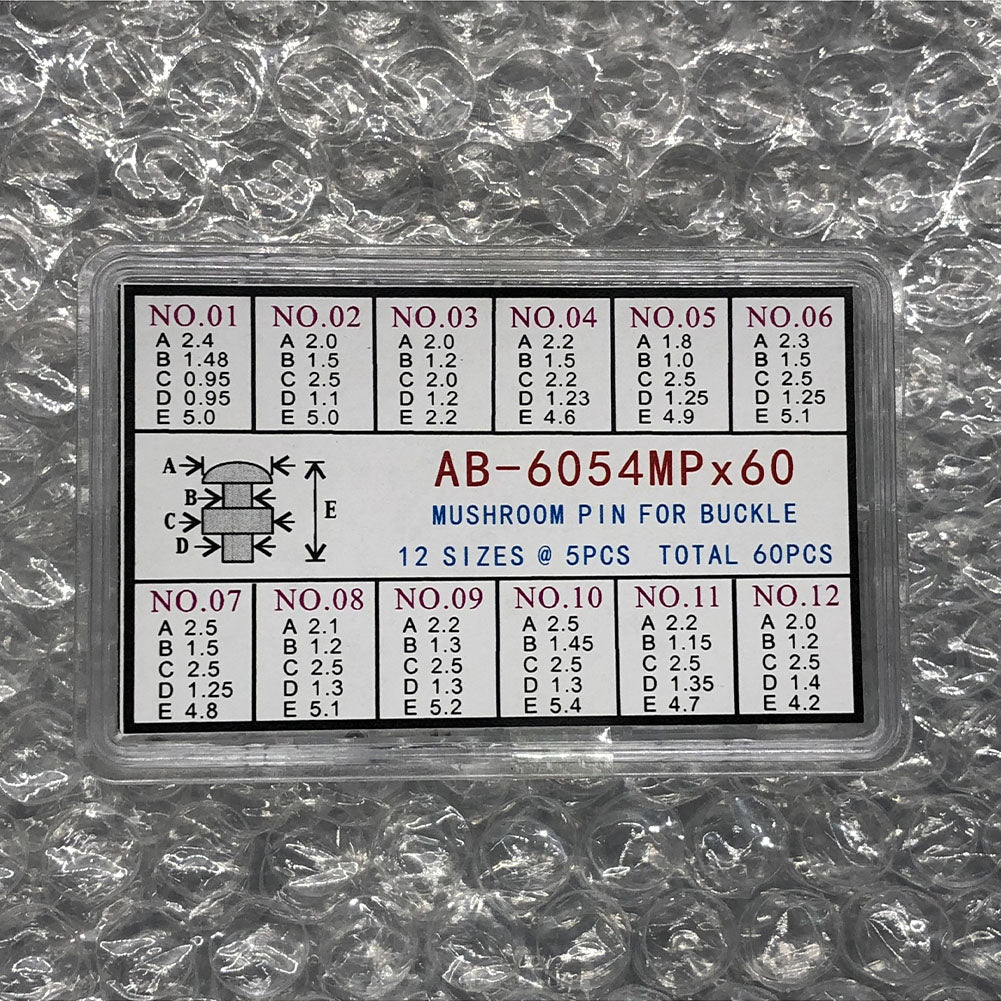 NO.01 NO.02 NO.03 NO.04 NO.05 NO.06
A 2.4 A 2.0 A 2.0 A 2.2 A 1.8 A 2.3
B 1.48 B 1.5 B 1.2 B 1.5 B 1.0 B 1.5
C 0.95 C 2.5 C 2.0 C 2.2 C 2.5 C 2.5
D 0.95 D 1.1 D 1.2 D 1.23 D 1.25 D 1.25
E 5.0 E 5.0 E 2.2 E 4.6 E 4.9 E 5.1
A
B
C
D
E
AB-6054MPx60
MUSHROOM PIN FOR BUCKLE
12 SIZES @ 5PCS TOTAL 60PCS
NO.07 NO.08 NO.09 NO.10 NO.11 NO.12
A 2.5 A 2.1 A 2.2 A 2.5 A 2.2 A 2.0
B 1.5 B 1.2 B 1.3 B 1.45 B 1.15 B 1.2
C 2.5 C 2.5 C 2.5 C 2.5 C 2.5 C 2.5
D 1.25 D 1.3 D 1.3 D 1.3 D 1.35 D 1.4
E 4.8 E 5.1 E 5.2 E 5.4 E 4.7 E 4.2